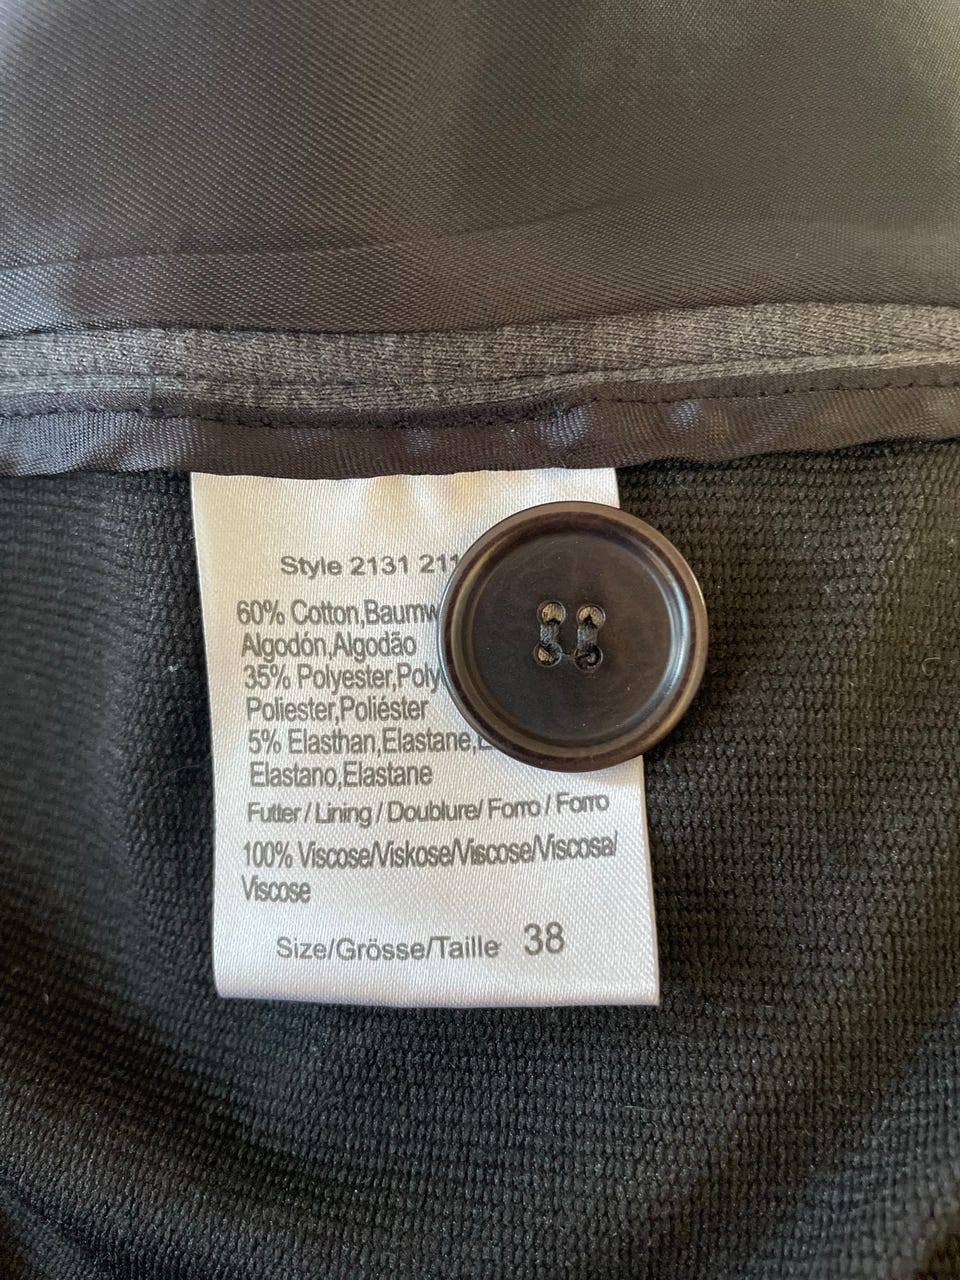 Style 2131 211
60% Cotton,Baumw
Algodón,Algodão
35% Polyester,Poly
Poliester,Poliéster
5% Elasthan,Elastane,
Elastano,Elastane
Futter / Lining / Doublure/ Forro / Forro
100% Viscose/Viskose/Viscose/Viscosa/
Viscose
Size/Grösse/Taille 38